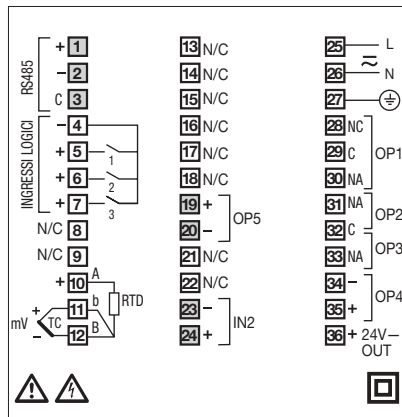 RS485
+ 1
− 2
C 3
INGRESSI LOGICI
− 4
+ 5
1
+ 6
2
+ 7
3
N/C 8
N/C 9
+ 10 A
RTD
mV
+
TC
−
11 b
12 B
13 N/C
14 N/C
15 N/C
16 N/C
17 N/C
18 N/C
19 +
20 −
OP5
21 N/C
22 N/C
23 −
24 +
IN2
25 L
26 N
27
28 NC
29 C
30 NA
OP1
31 NA
OP2
32 C
33 NA
OP3
34 −
35 +
OP4
36 + 24V⎓
OUT